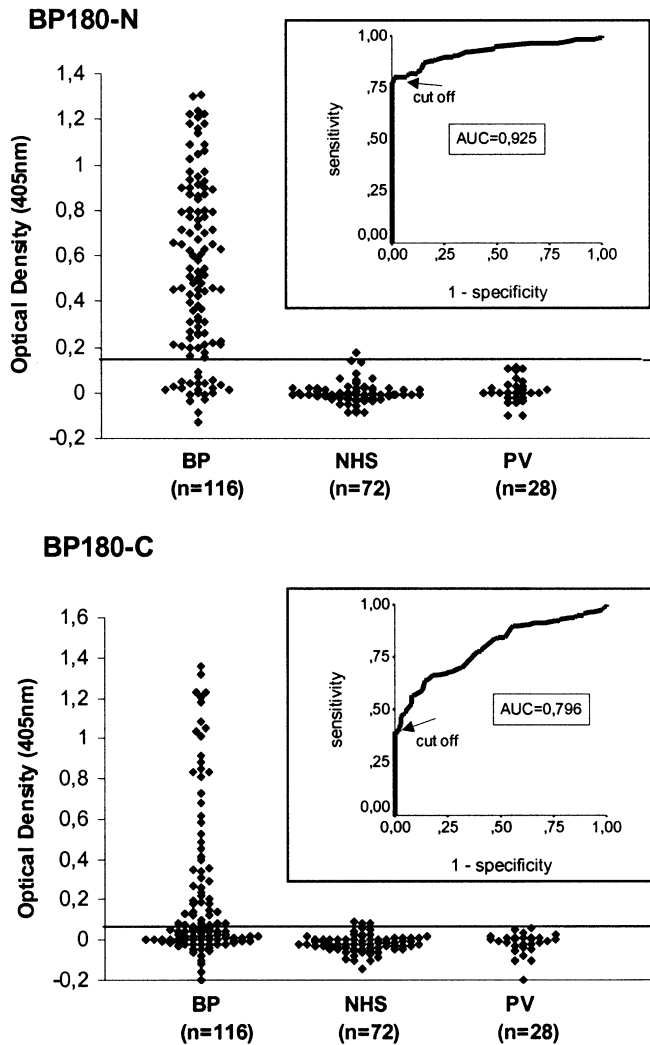 BP180-N
1,4
1,2
1
0,8
0,6
0,4
0,2
0
-0,2
Optical Density (405nm)
BP
(n=116)
NHS
(n=72)
PV
(n=28)
1,00
,75
,50
,25
0,00
sensitivity
cut off
AUC=0,925
0,00 ,25 ,50 ,75 1,00
1 - specificity
BP180-C
1,6
1,4
1,2
1
0,8
0,6
0,4
0,2
0
-0,2
Optical Density (405nm)
BP
(n=116)
NHS
(n=72)
PV
(n=28)
1,00
,75
,50
,25
0,00
sensitivity
cut off
AUC=0,796
0,00 ,25 ,50 ,75 1,00
1 - specificity